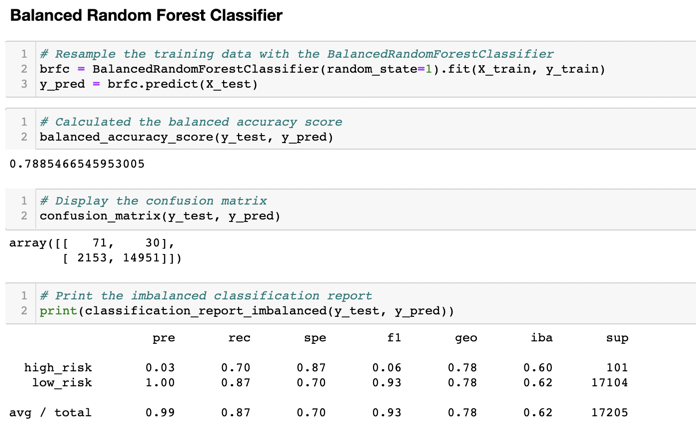 Balanced Random Forest Classifier
1 # Resample the training data with the BalancedRandomForestClassifier
2 brfc = BalancedRandomForestClassifier(random_state=1).fit(X_train, y_train)
3 y_pred = brfc.predict(X_test)
1 # Calculated the balanced accuracy score
2 balanced_accuracy_score(y_test, y_pred)
0.7885466545953005
1 # Display the confusion matrix
2 confusion_matrix(y_test, y_pred)
array([[   71,    30],
       [ 2153, 14951]])
1 # Print the imbalanced classification report
2 print(classification_report_imbalanced(y_test, y_pred))
pre rec spe f1 geo iba sup
high_risk 0.03 0.70 0.87 0.06 0.78 0.60 101
low_risk 1.00 0.87 0.70 0.93 0.78 0.62 17104
avg / total 0.99 0.87 0.70 0.93 0.78 0.62 17205